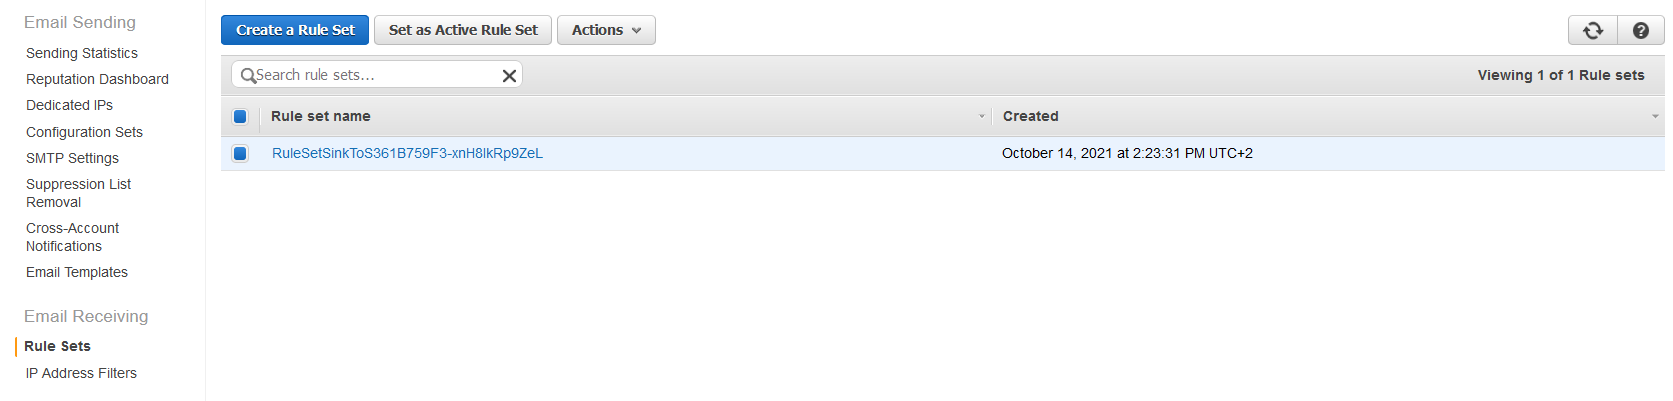 Email Sending
Sending Statistics
Reputation Dashboard
Dedicated IPs
Configuration Sets
SMTP Settings
Suppression List
Removal
Cross-Account
Notifications
Email Templates
Email Receiving
Rule Sets
IP Address Filters
Create a Rule Set
Set as Active Rule Set
Actions
?
Search rule sets...
Viewing 1 of 1 Rule sets
Rule set name
Created
RuleSetSinkToS361B759F3-xnH8lkRp9ZeL
October 14, 2021 at 2:23:31 PM UTC+2